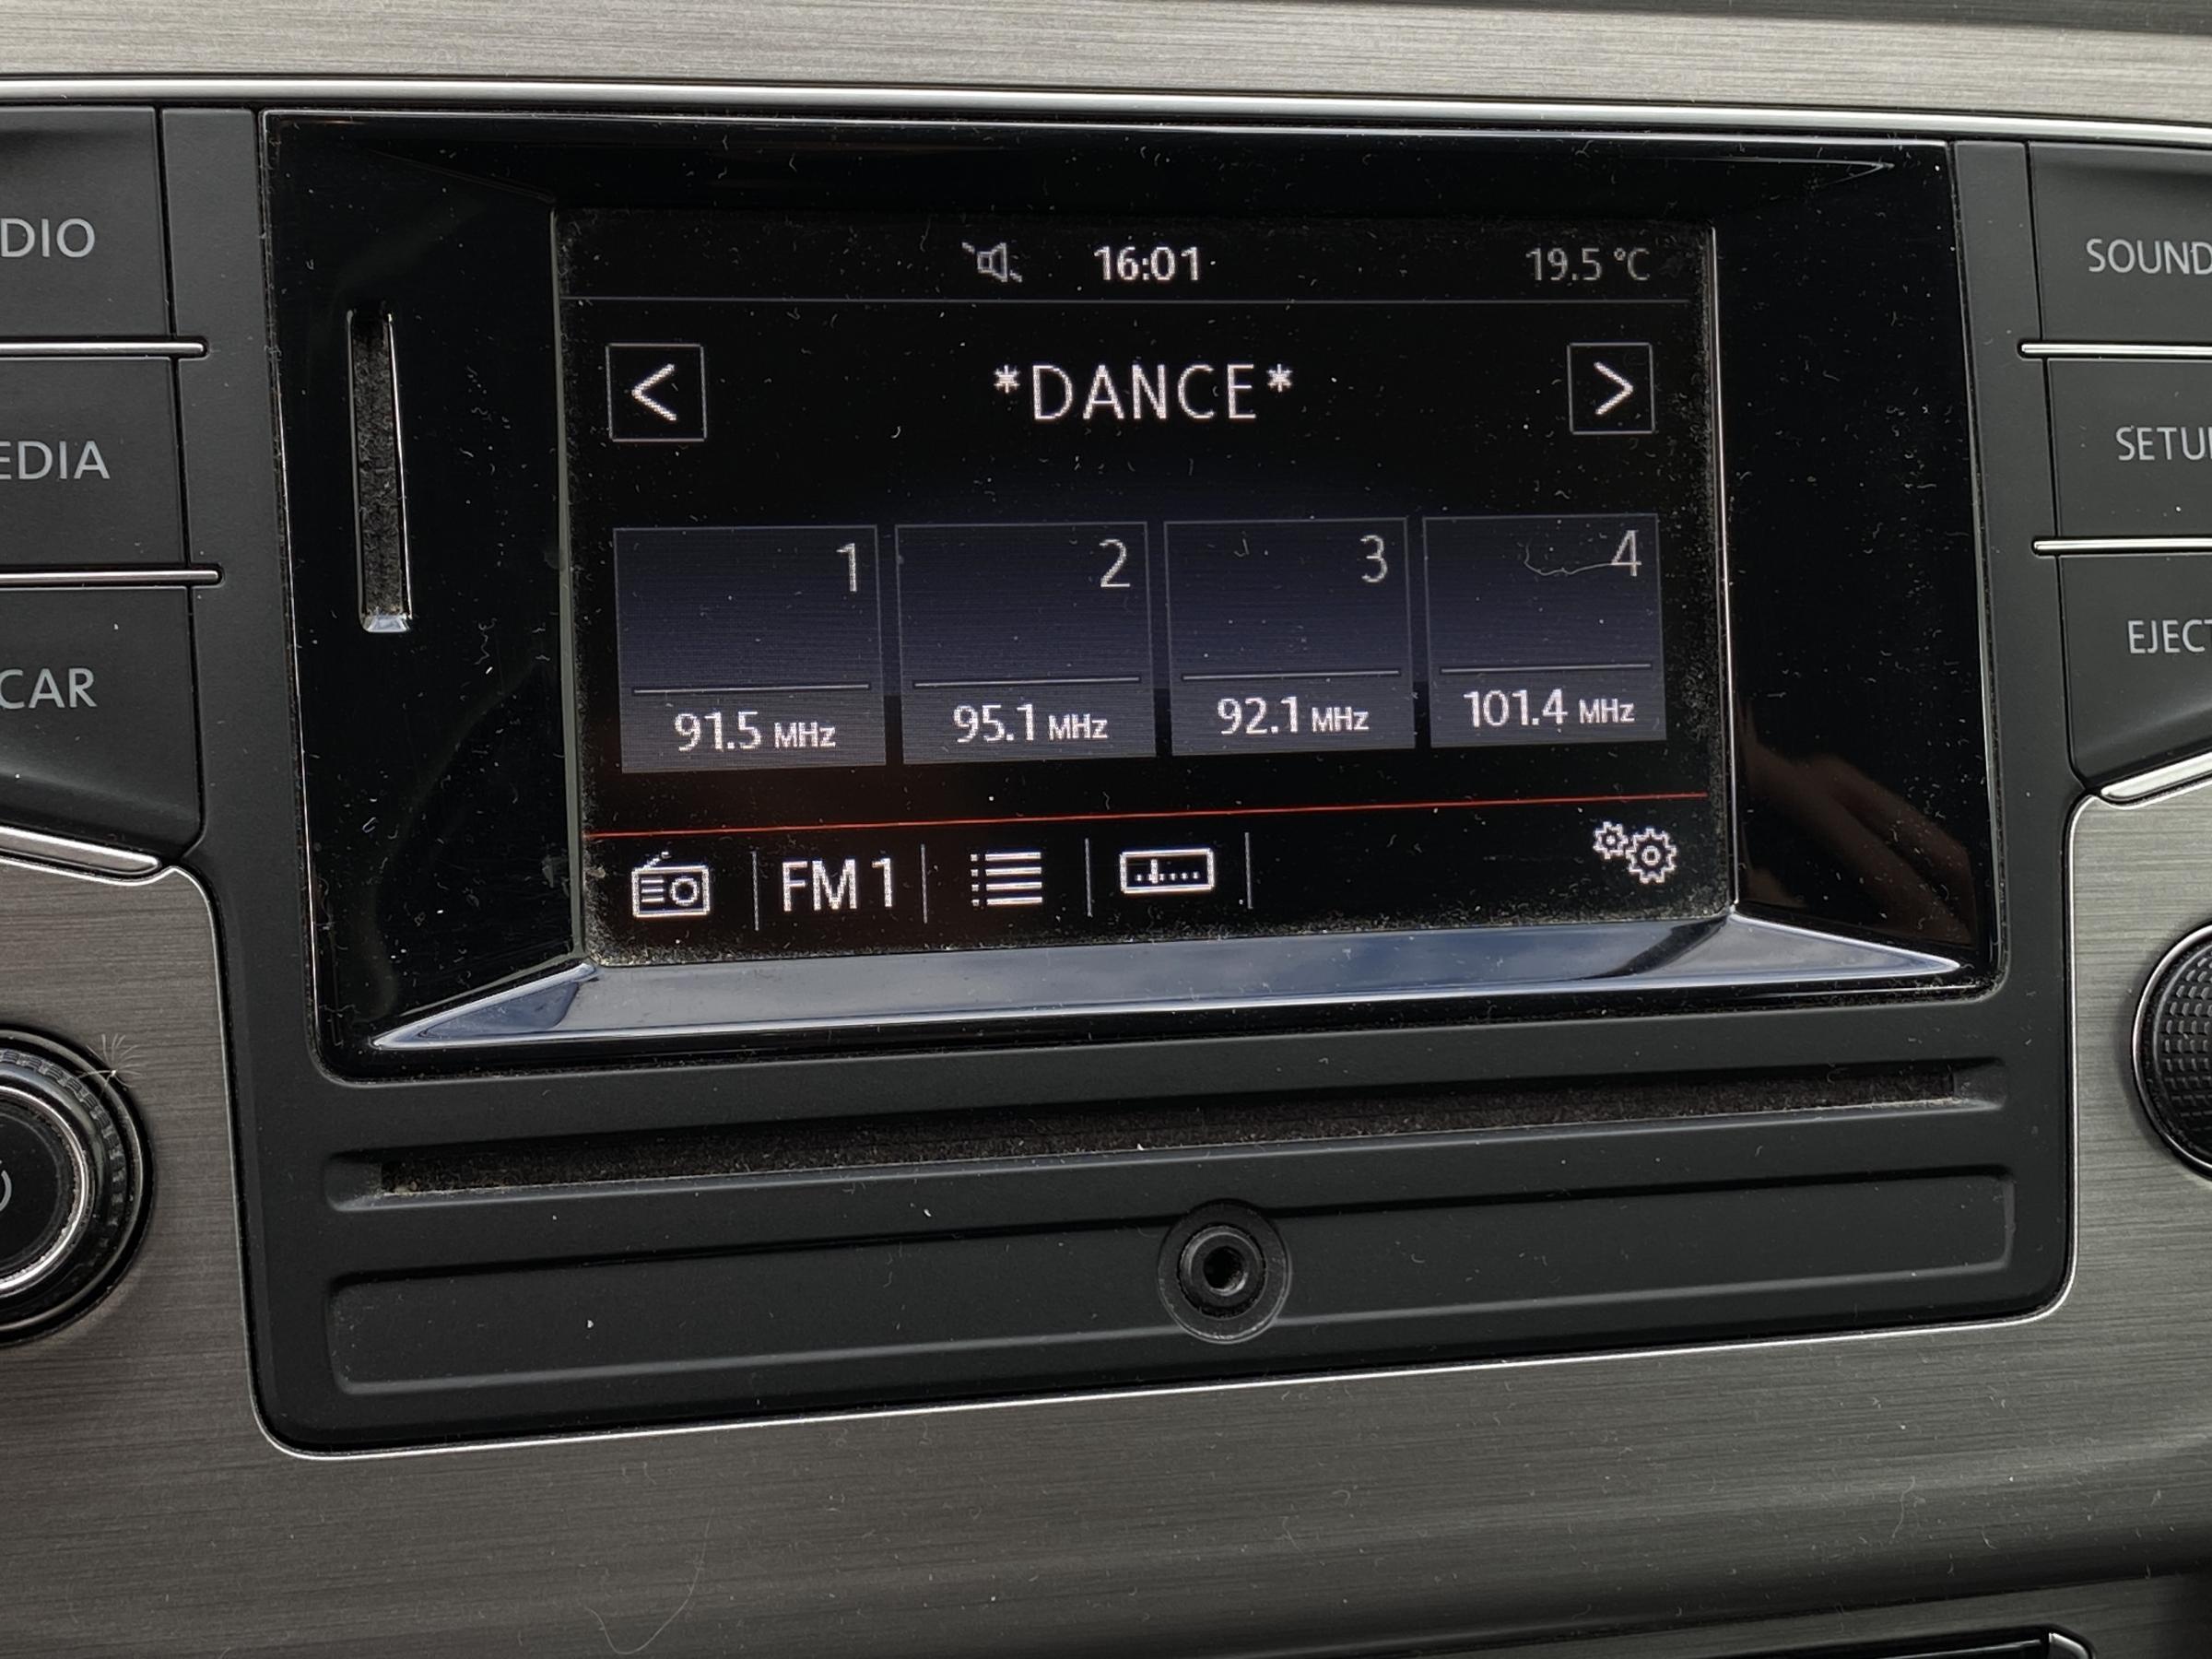 16:01 19.5 °C
< *DANCE* >
1 2 3 4
91.5 MHz 95.1 MHz 92.1 MHz 101.4 MHz
FM 1
DIO
EDIA
CAR
SOUND
SETU
EJECT